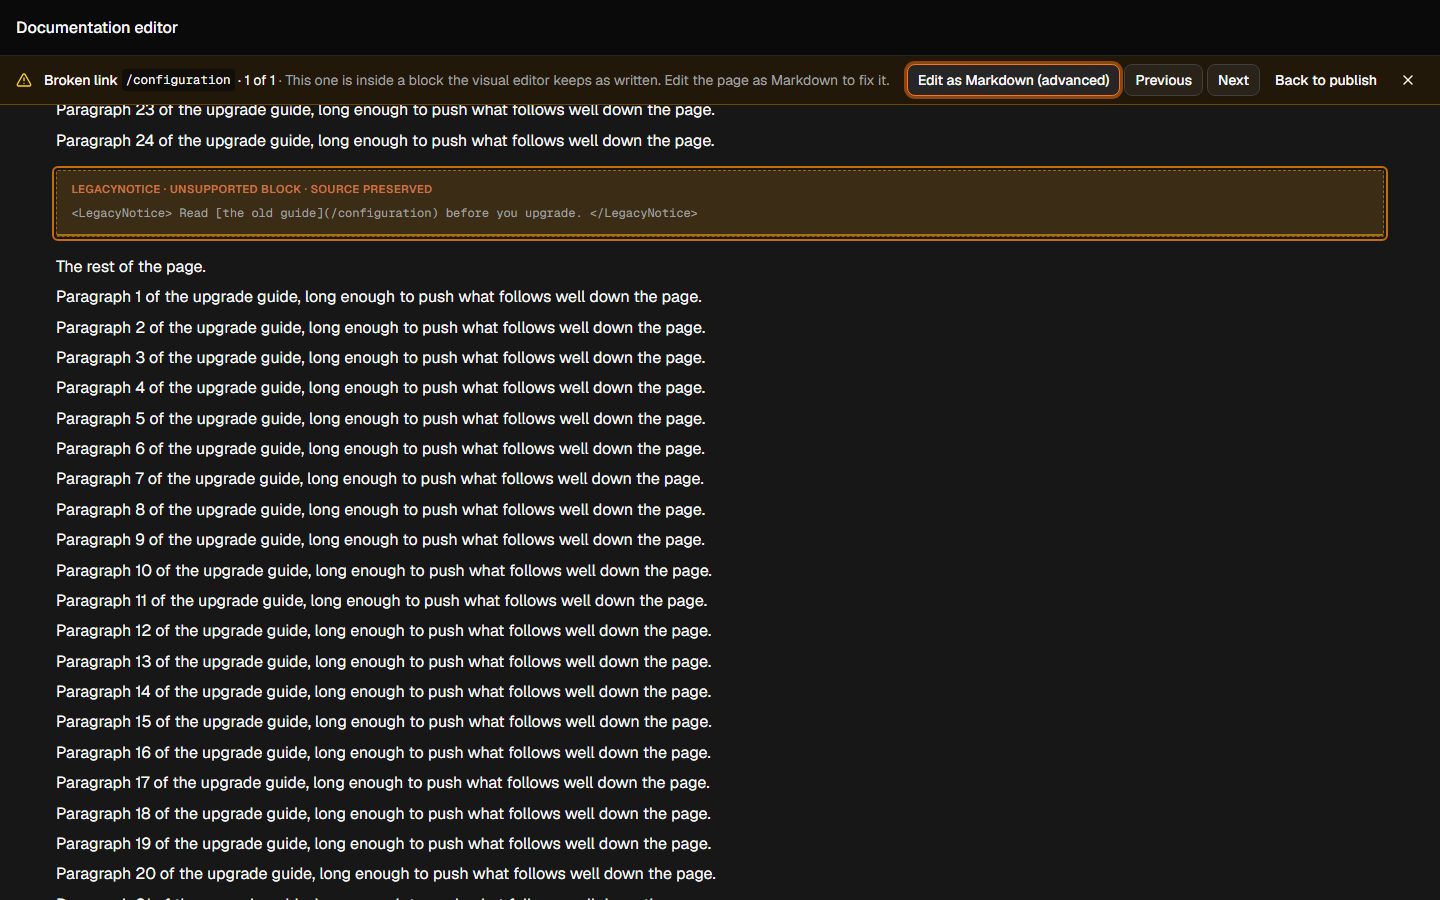 Documentation editor
Broken link /configuration · 1 of 1 · This one is inside a block the visual editor keeps as written. Edit the page as Markdown to fix it. Edit as Markdown (advanced) Previous Next Back to publish
Paragraph 23 of the upgrade guide, long enough to push what follows well down the page.
Paragraph 24 of the upgrade guide, long enough to push what follows well down the page.
LEGACYNOTICE · UNSUPPORTED BLOCK · SOURCE PRESERVED
<LegacyNotice> Read [the old guide](/configuration) before you upgrade. </LegacyNotice>
The rest of the page.
Paragraph 1 of the upgrade guide, long enough to push what follows well down the page.
Paragraph 2 of the upgrade guide, long enough to push what follows well down the page.
Paragraph 3 of the upgrade guide, long enough to push what follows well down the page.
Paragraph 4 of the upgrade guide, long enough to push what follows well down the page.
Paragraph 5 of the upgrade guide, long enough to push what follows well down the page.
Paragraph 6 of the upgrade guide, long enough to push what follows well down the page.
Paragraph 7 of the upgrade guide, long enough to push what follows well down the page.
Paragraph 8 of the upgrade guide, long enough to push what follows well down the page.
Paragraph 9 of the upgrade guide, long enough to push what follows well down the page.
Paragraph 10 of the upgrade guide, long enough to push what follows well down the page.
Paragraph 11 of the upgrade guide, long enough to push what follows well down the page.
Paragraph 12 of the upgrade guide, long enough to push what follows well down the page.
Paragraph 13 of the upgrade guide, long enough to push what follows well down the page.
Paragraph 14 of the upgrade guide, long enough to push what follows well down the page.
Paragraph 15 of the upgrade guide, long enough to push what follows well down the page.
Paragraph 16 of the upgrade guide, long enough to push what follows well down the page.
Paragraph 17 of the upgrade guide, long enough to push what follows well down the page.
Paragraph 18 of the upgrade guide, long enough to push what follows well down the page.
Paragraph 19 of the upgrade guide, long enough to push what follows well down the page.
Paragraph 20 of the upgrade guide, long enough to push what follows well down the page.